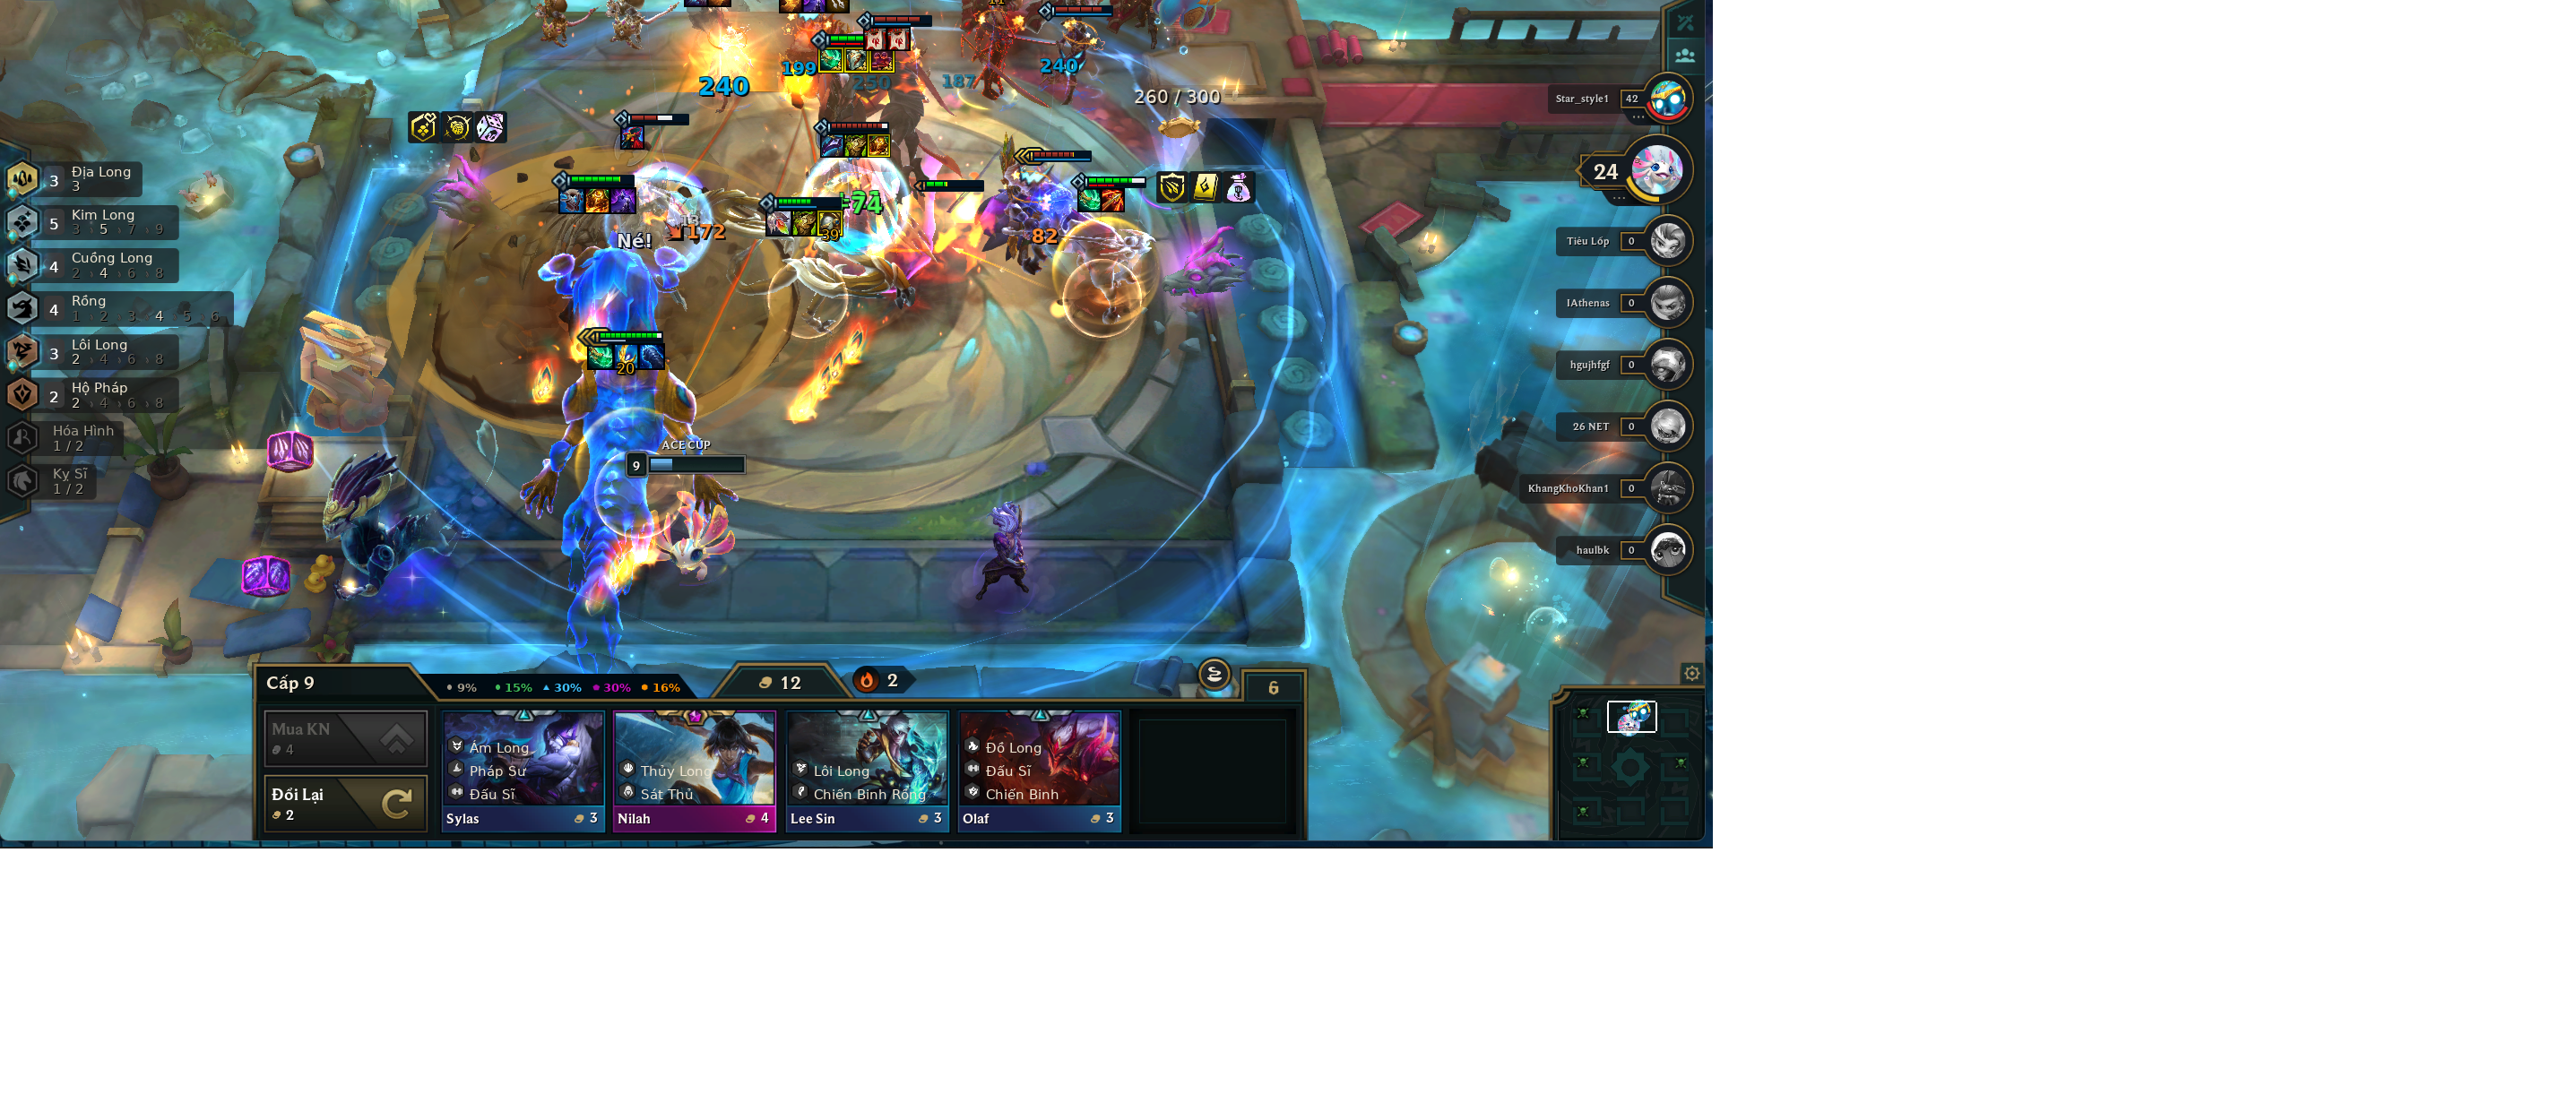 240
199
250
187
240
260 / 300
Star_style1
42
24
Tiêu Lốp
0
IAthenas
0
hgujhfgf
0
26 NET
0
KhangKhoKhan1
0
haulbk
0
3
Địa Long
3
5
Kim Long
3 5 7 9
4
Cuồng Long
2 4 6 8
4
Rồng
1 2 3 4 5 6
3
Lôi Long
2 4 6 8
2
Hộ Pháp
2 4 6 8
Hóa Hình
1 / 2
Kỵ Sĩ
1 / 2
+74
13
172
Né!
39
82
20
ACE CUP
9
Cấp 9
9% 15% 30% 30% 16%
12
2
6
Mua KN
4
Đổi Lại
2
Ám Long
Pháp Sư
Đấu Sĩ
Sylas 3
Thủy Long
Sát Thủ
Nilah 4
Lôi Long
Chiến Binh Rồng
Lee Sin 3
Đồ Long
Đấu Sĩ
Chiến Binh
Olaf 3